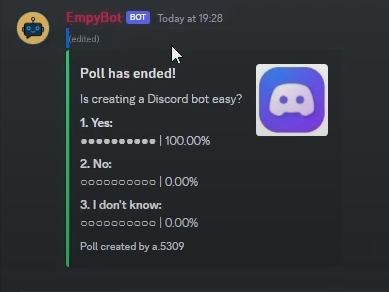 EmpyBot BOT Today at 19:28
(edited)
Poll has ended!
Is creating a Discord bot easy?
1. Yes:
●●●●●●●●●● | 100.00%
2. No:
○○○○○○○○○○ | 0.00%
3. I don't know:
○○○○○○○○○○ | 0.00%
Poll created by a.5309